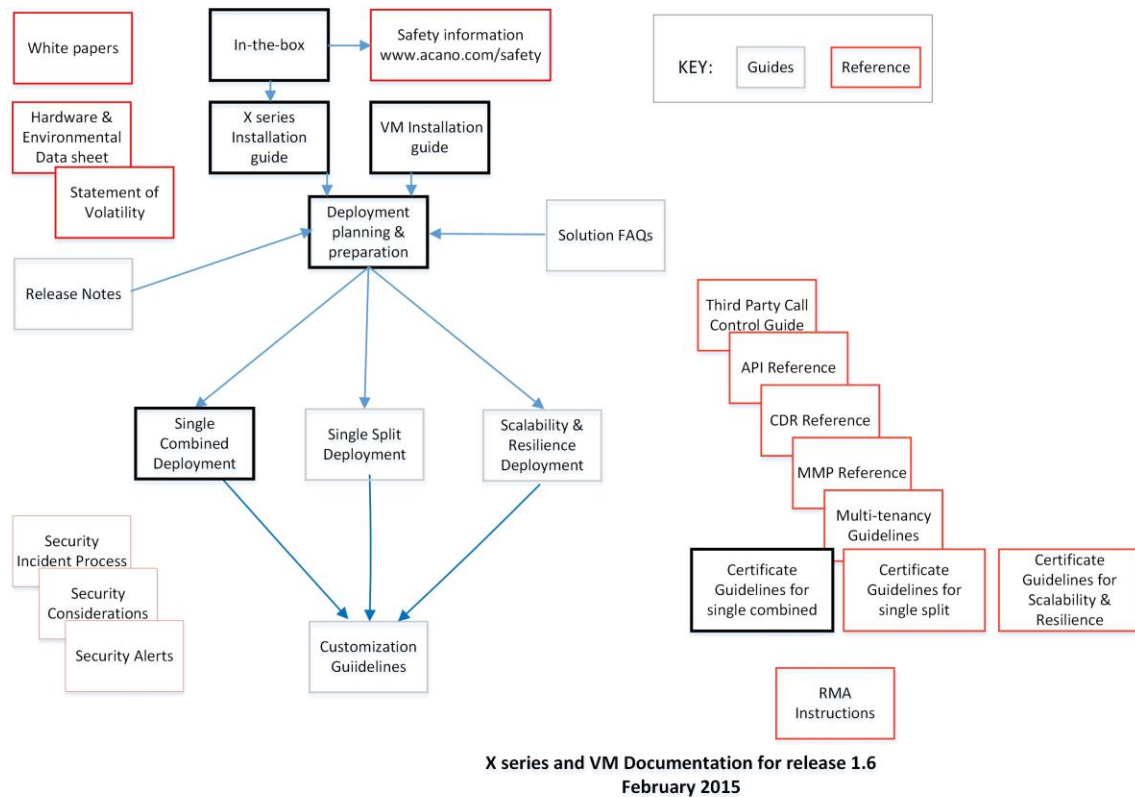 White papers
In-the-box
Safety information
www.acano.com/safety
KEY:
Guides
Reference
Hardware &
Environmental
Data sheet
Statement of
Volatility
X series
Installation
guide
VM Installation
guide
Deployment
planning &
preparation
Solution FAQs
Release Notes
Third Party Call
Control Guide
API Reference
CDR Reference
MMP Reference
Multi-tenancy
Guidelines
Single
Combined
Deployment
Single Split
Deployment
Scalability &
Resilience
Deployment
Security
Incident Process
Security
Considerations
Security Alerts
Customization
Guiidelines
Certificate
Guidelines for
single combined
Certificate
Guidelines for
single split
Certificate
Guidelines for
Scalability &
Resilience
RMA
Instructions
X series and VM Documentation for release 1.6
February 2015